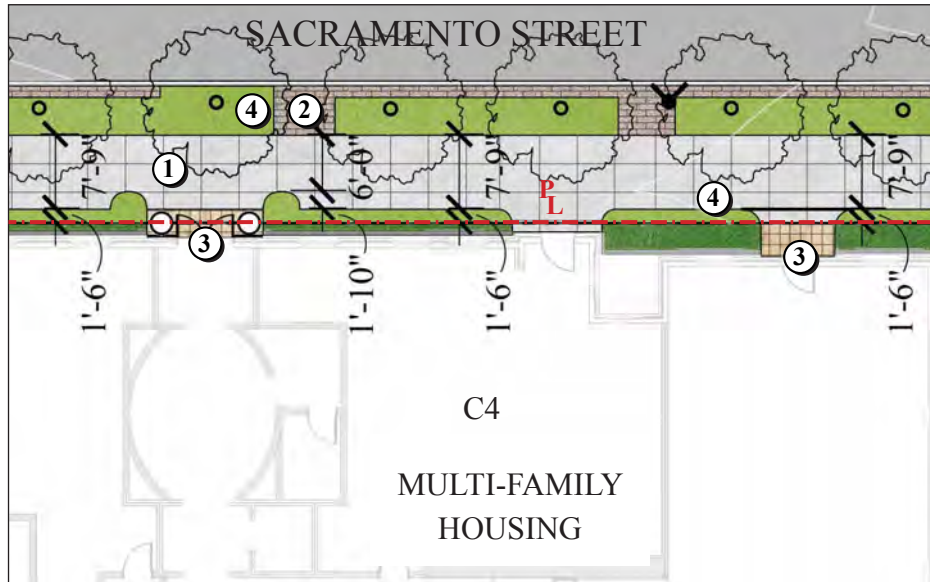 SACRAMENTO STREET
4
2
1
7'-9"
6'-0"
7'-9"
PL
4
7'-9"
3
3
1'-6"
1'-10"
1'-6"
1'-6"
C4
MULTI-FAMILY
HOUSING